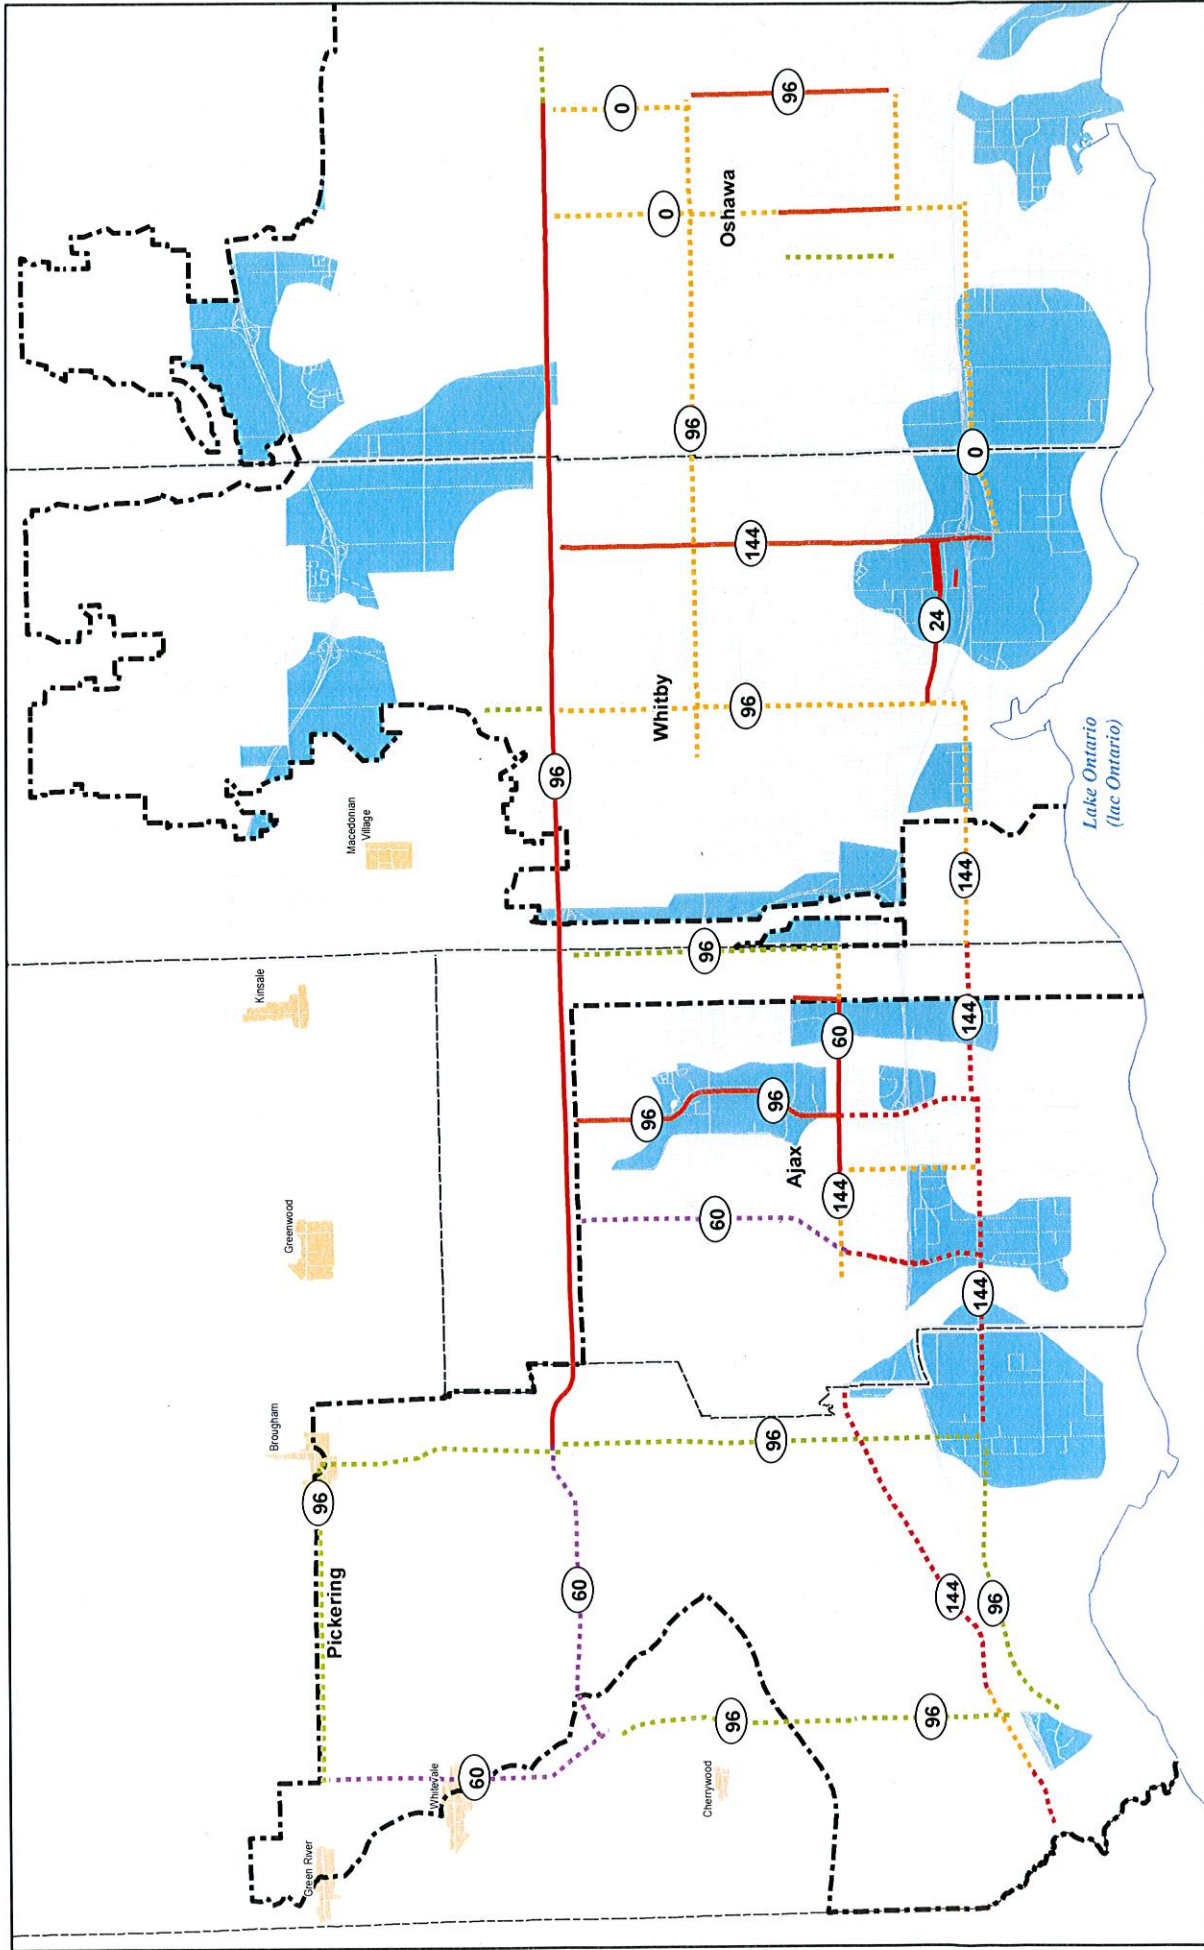 Kinsale
Brougham
Greenwood
Green River
96
Pickering
Macedonian
Village
Whitevale
60
96
60
0
96
Whitby
0
96
96
Cherrywood
60
Oshawa
96
96
144
96
96
96
Ajax
144
60
96
24
144
144
144
0
144
96
Lake Ontario
(lac Ontario)